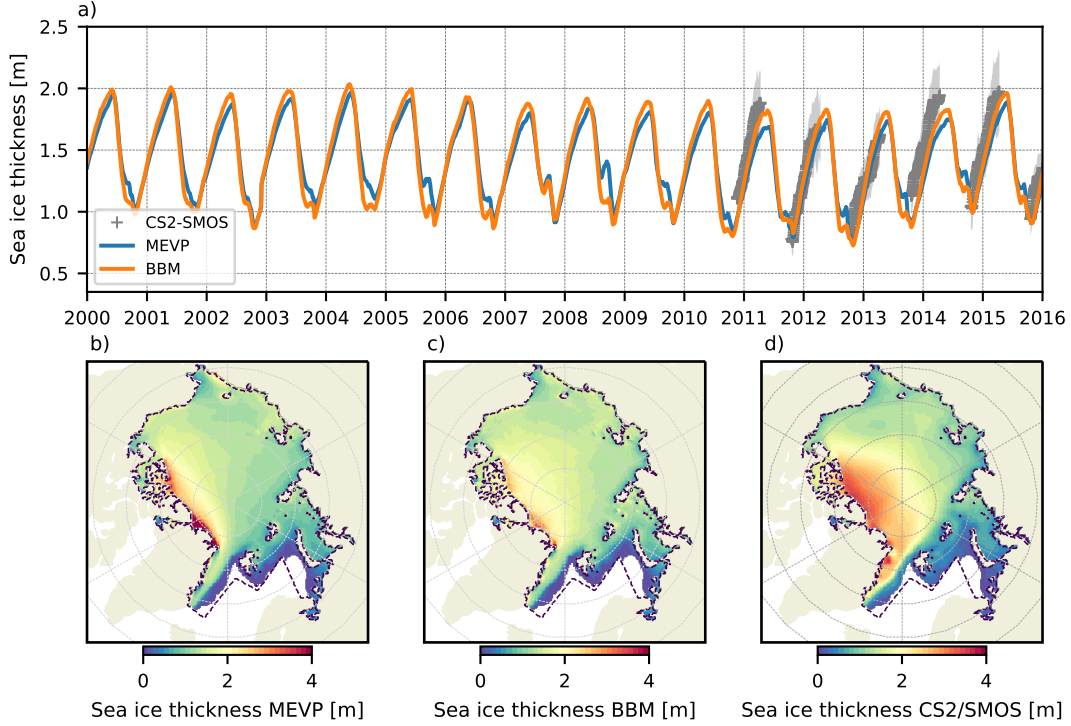 a)
Sea ice thickness [m]
2.5
2.0
1.5
1.0
0.5
CS2-SMOS
MEVP
BBM
2000 2001 2002 2003 2004 2005 2006 2007 2008 2009 2010 2011 2012 2013 2014 2015 2016
b) c) d)
0 2 4 0 2 4 0 2 4
Sea ice thickness MEVP [m] Sea ice thickness BBM [m] Sea ice thickness CS2/SMOS [m]